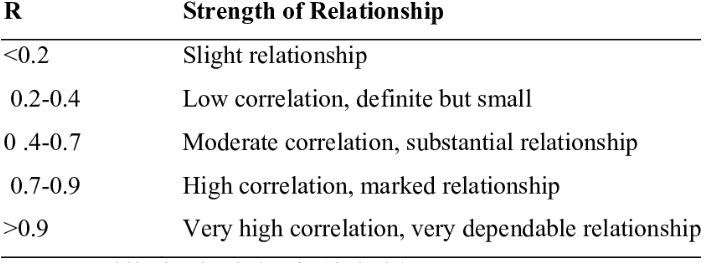 R Strength of Relationship
<0.2 Slight relationship
0.2-0.4 Low correlation, definite but small
0 .4-0.7 Moderate correlation, substantial relationship
0.7-0.9 High correlation, marked relationship
>0.9 Very high correlation, very dependable relationship